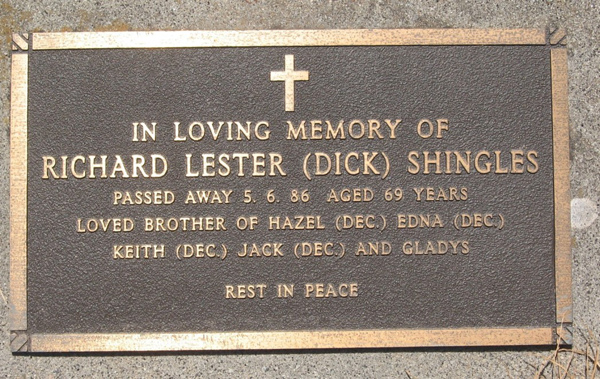 IN LOVING MEMORY OF
RICHARD LESTER (DICK) SHINGLES
PASSED AWAY 5. 6. 86 AGED 69 YEARS
LOVED BROTHER OF HAZEL (DEC.) EDNA (DEC.)
KEITH (DEC.) JACK (DEC.) AND GLADYS
REST IN PEACE